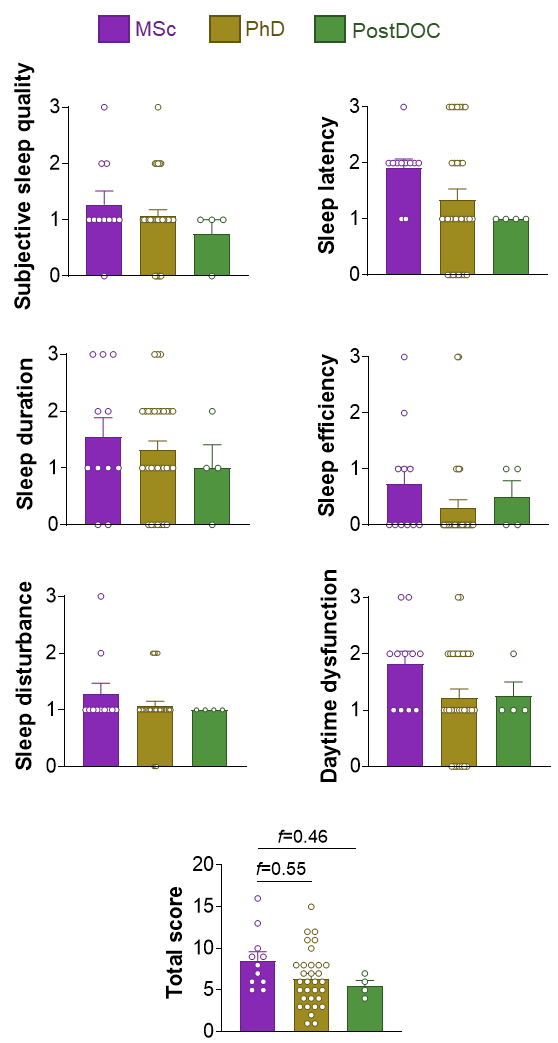 MSc PhD PostDOC
Subjective sleep quality
3
2
1
0
Sleep latency
3
2
1
0
Sleep duration
3
2
1
0
Sleep efficiency
3
2
1
0
Sleep disturbance
3
2
1
0
Daytime dysfunction
3
2
1
0
f=0.46
f=0.55
Total score
20
15
10
5
0